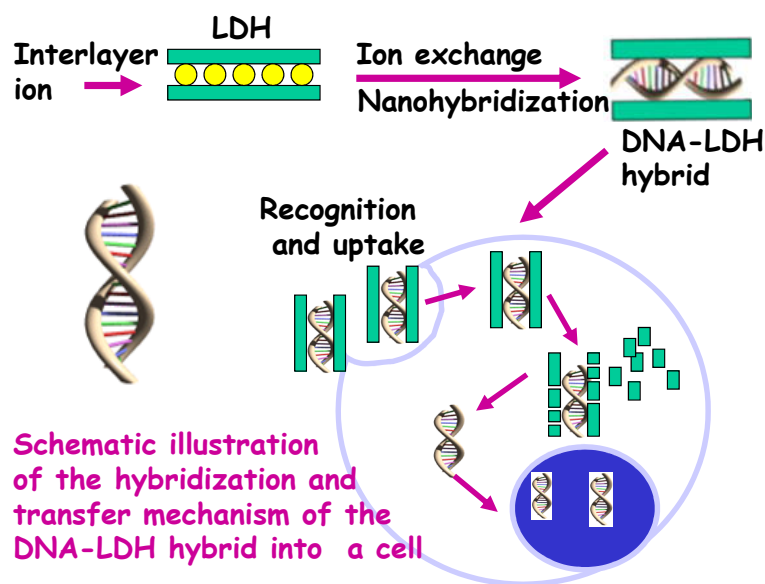 LDH
Interlayer
ion
Ion exchange
Nanohybridization
DNA-LDH
hybrid
Recognition
and uptake
Schematic illustration
of the hybridization and
transfer mechanism of the
DNA-LDH hybrid into a cell